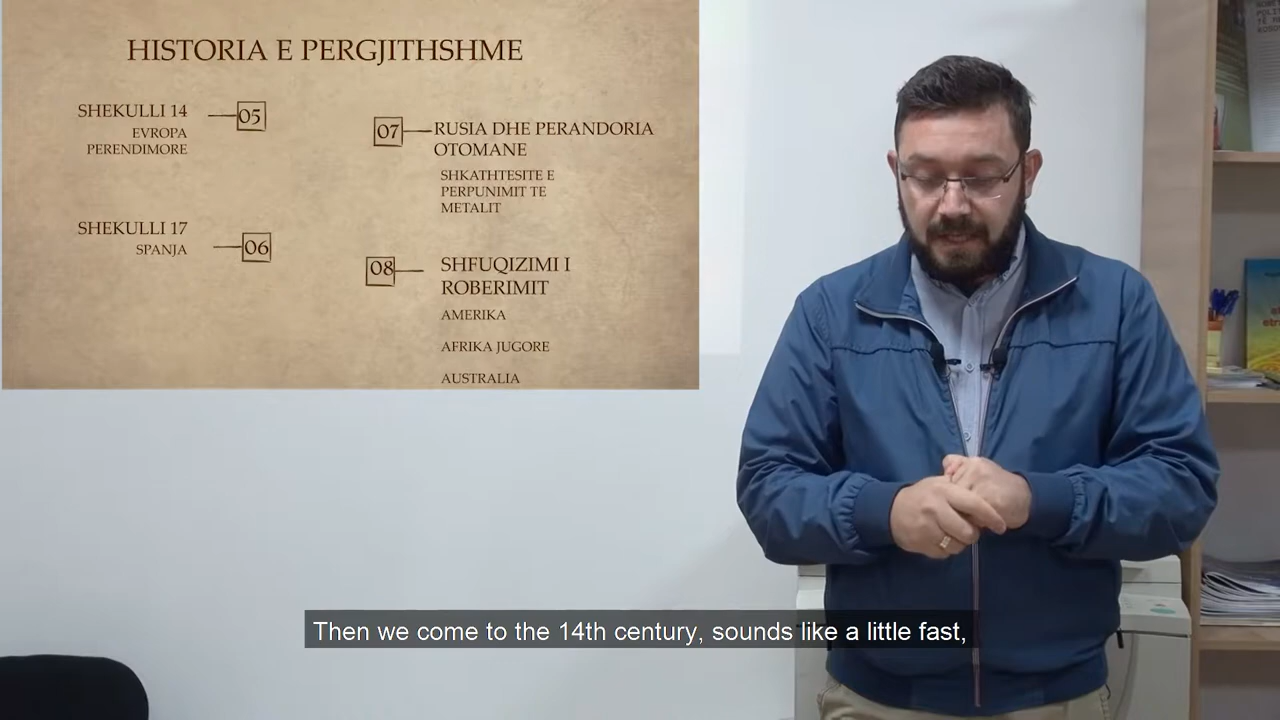 HISTORIA E PERGJITHSHME
SHEKULLI 14
EVROPA
PERENDIMORE
05
SHEKULLI 17
SPANJA
06
07
RUSIA DHE PERANDORIA
OTOMANE
SHKATHTESITE E
PERPUNIMIT TE
METALIT
08
SHFUQIZIMI I
ROBERIMIT
AMERIKA
AFRIKA JUGORE
AUSTRALIA
Then we come to the 14th century, sounds like a little fast,